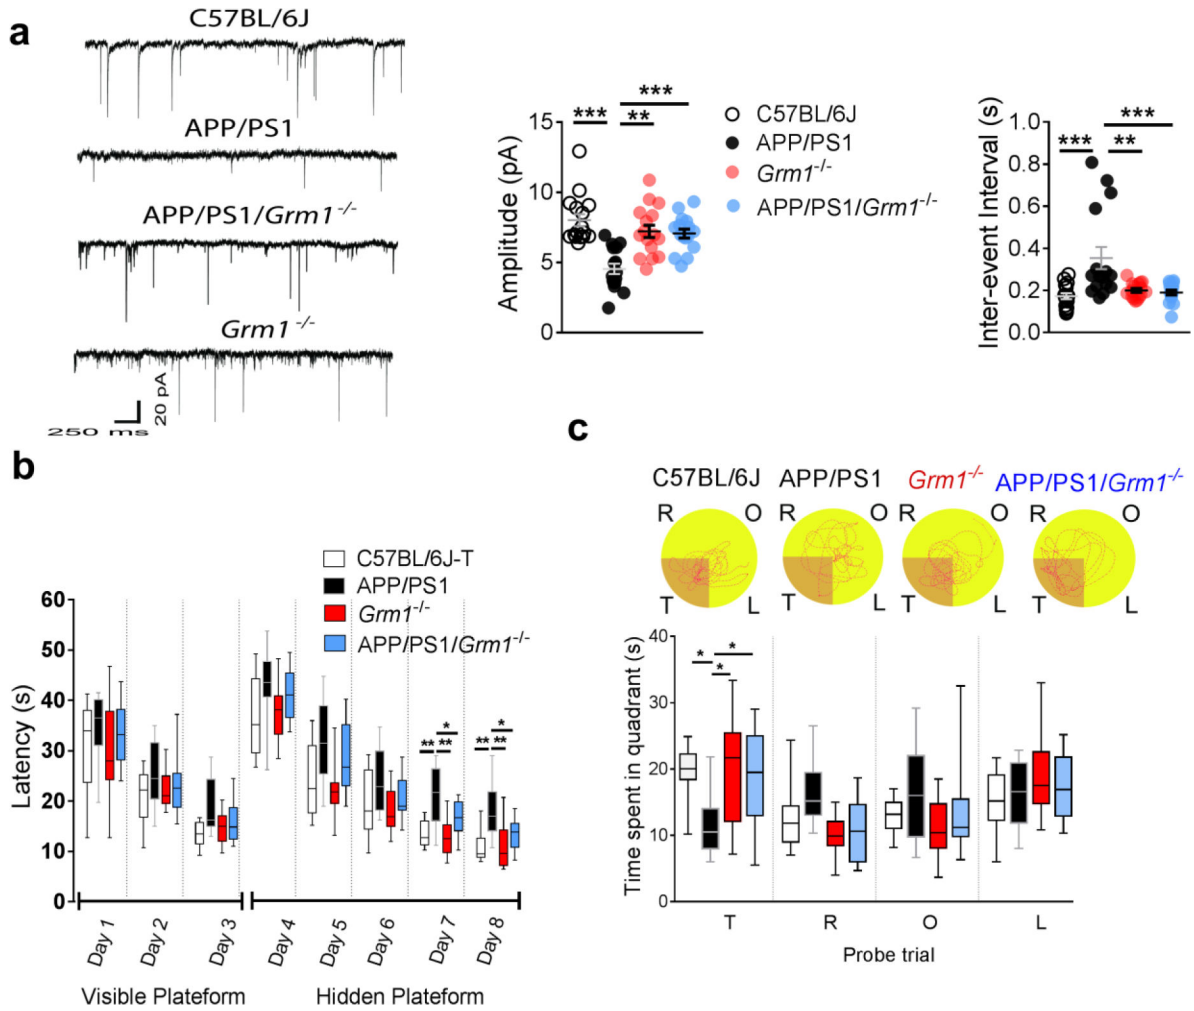 a
C57BL/6J
APP/PS1
APP/PS1/Grm1-/-
Grm1-/-
20 pA
250 ms
Amplitude (pA)
15
10
5
0
***
**
***
C57BL/6J
APP/PS1
Grm1-/-
APP/PS1/Grm1-/-
Inter-event Interval (s)
1.0
0.8
0.6
0.4
0.2
0.0
***
**
***
b
C57BL/6J-T
APP/PS1
Grm1-/-
APP/PS1/Grm1-/-
Latency (s)
60
50
40
30
20
10
0
** * **
** * **
Day 1 Day 2 Day 3 Day 4 Day 5 Day 6 Day 7 Day 8
Visible Plateform Hidden Plateform
c
C57BL/6J APP/PS1 Grm1-/- APP/PS1/Grm1-/-
R O R O R O R O
T L T L T L T L
Time spent in quadrant (s)
40
30
20
10
0
* * *
T R O L
Probe trial